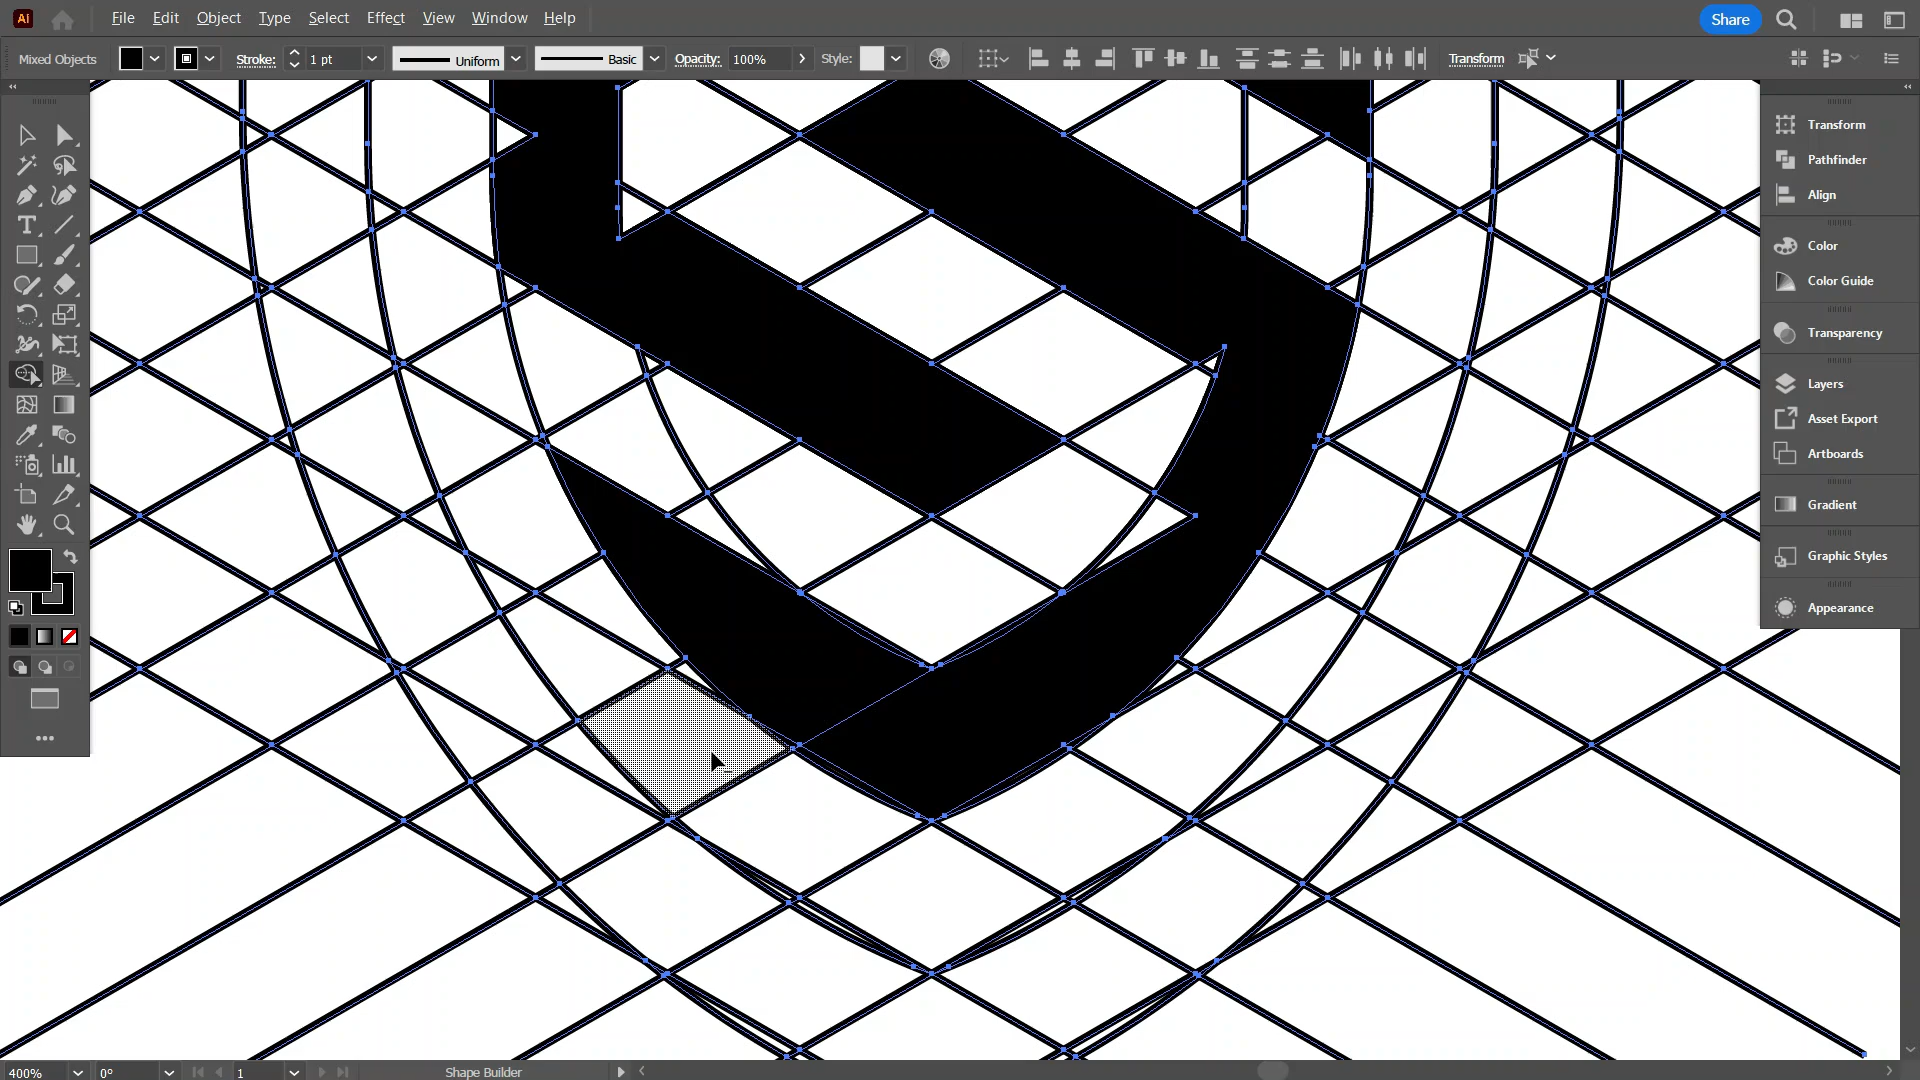 Ai File Edit Object Type Select Effect View Window Help Share
Mixed Objects Stroke: 1 pt Uniform Basic Opacity: 100% Style: Transform
Transform
Pathfinder
Align
Color
Color Guide
Transparency
Layers
Asset Export
Artboards
Gradient
Graphic Styles
Appearance
400% 0° 1 Shape Builder